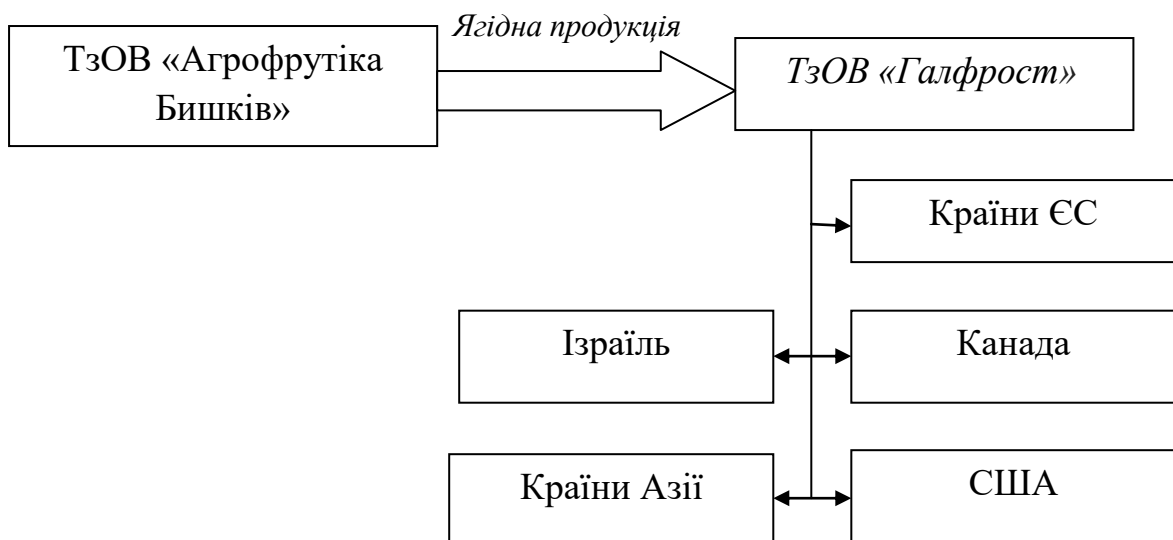 Ягідна продукція
ТзОВ «Агрофрутіка
Бишків»
ТзОВ «Галфрост»
Країни ЄС
Ізраїль
Канада
Країни Азії
США